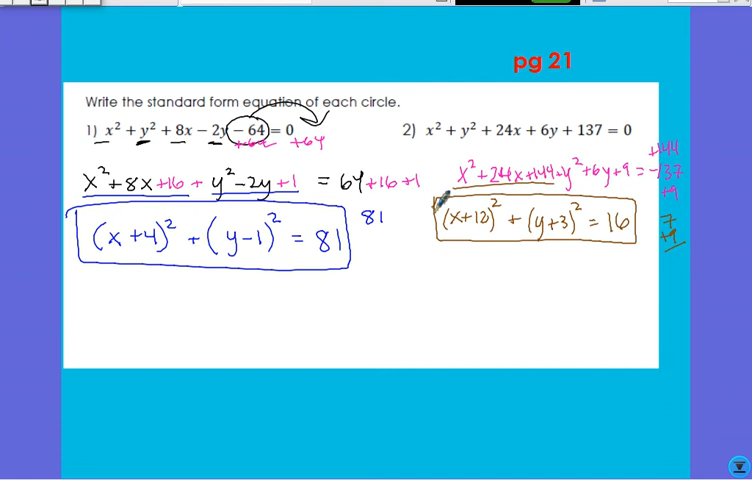 pg 21
Write the standard form equation of each circle.
1) x² + y² + 8x − 2y − 64 = 0
+64 +64
x² + 8x + 16 + y² − 2y + 1 = 64 + 16 + 1
81
(x + 4)² + (y − 1)² = 81
2) x² + y² + 24x + 6y + 137 = 0
+144
x² + 24x + 144 + y² + 6y + 9 = −137
+9
(x+12)² + (y+3)² = 16
7
+9